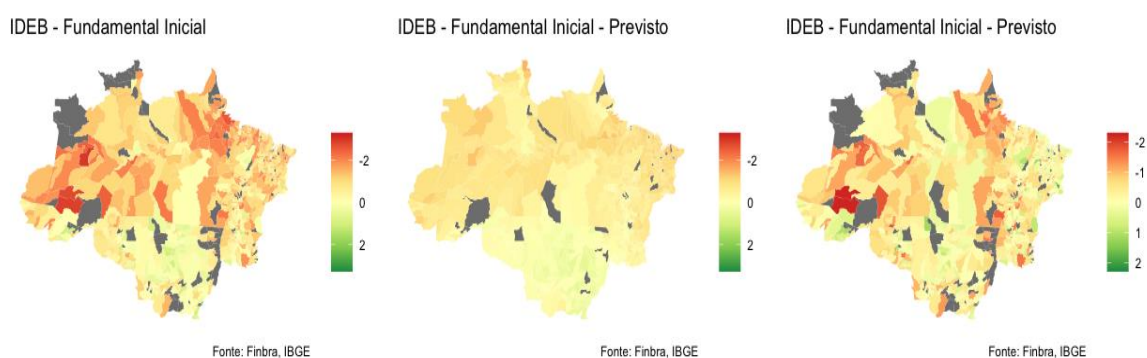 IDEB - Fundamental Inicial
-2
0
2
Fonte: Finbra, IBGE
IDEB - Fundamental Inicial - Previsto
-2
0
2
Fonte: Finbra, IBGE
IDEB - Fundamental Inicial - Previsto
-2
-1
0
1
2
Fonte: Finbra, IBGE